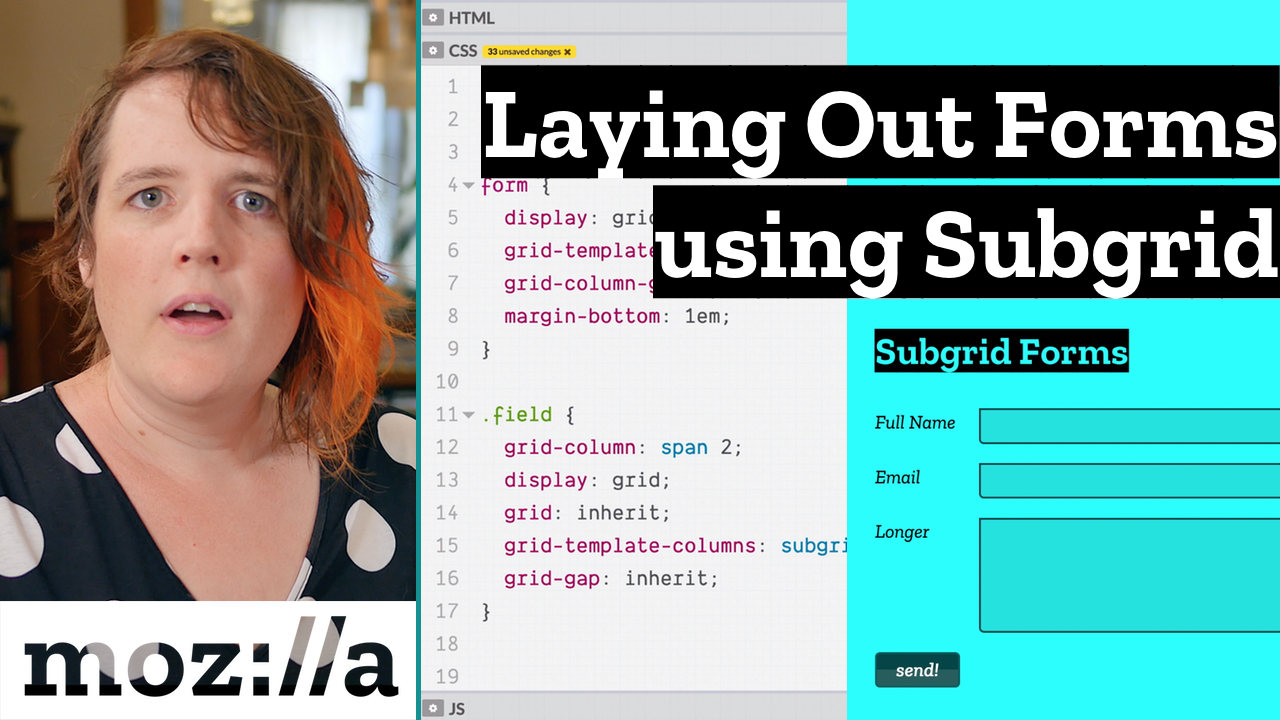 HTML
CSS 33 unsaved changes ×
Laying Out Forms
using Subgrid
1
2
3
4 form {
5 display: grid
6 grid-template
7 grid-column-g
8 margin-bottom: 1em;
9 }
10
11 .field {
12 grid-column: span 2;
13 display: grid;
14 grid: inherit;
15 grid-template-columns: subgri
16 grid-gap: inherit;
17 }
18
19
JS
Subgrid Forms
Full Name
Email
Longer
send!
moz://a